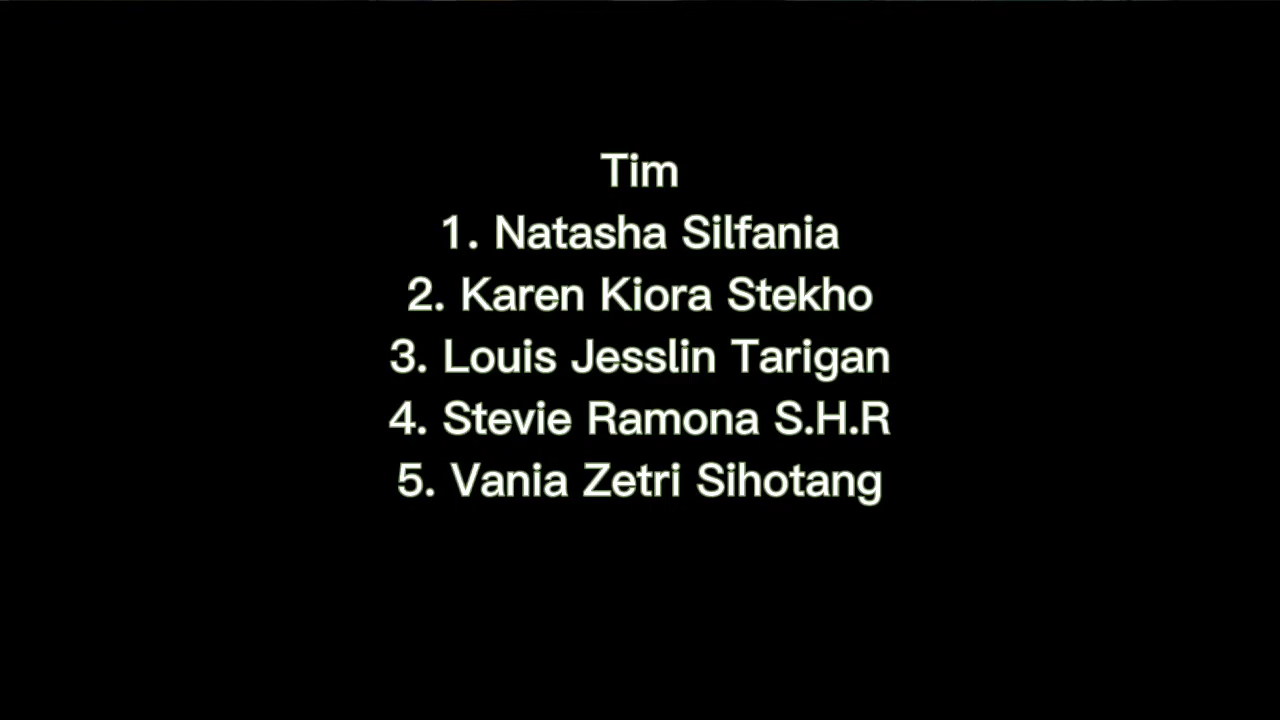 Tim
1. Natasha Silfania
2. Karen Kiora Stekho
3. Louis Jesslin Tarigan
4. Stevie Ramona S.H.R
5. Vania Zetri Sihotang